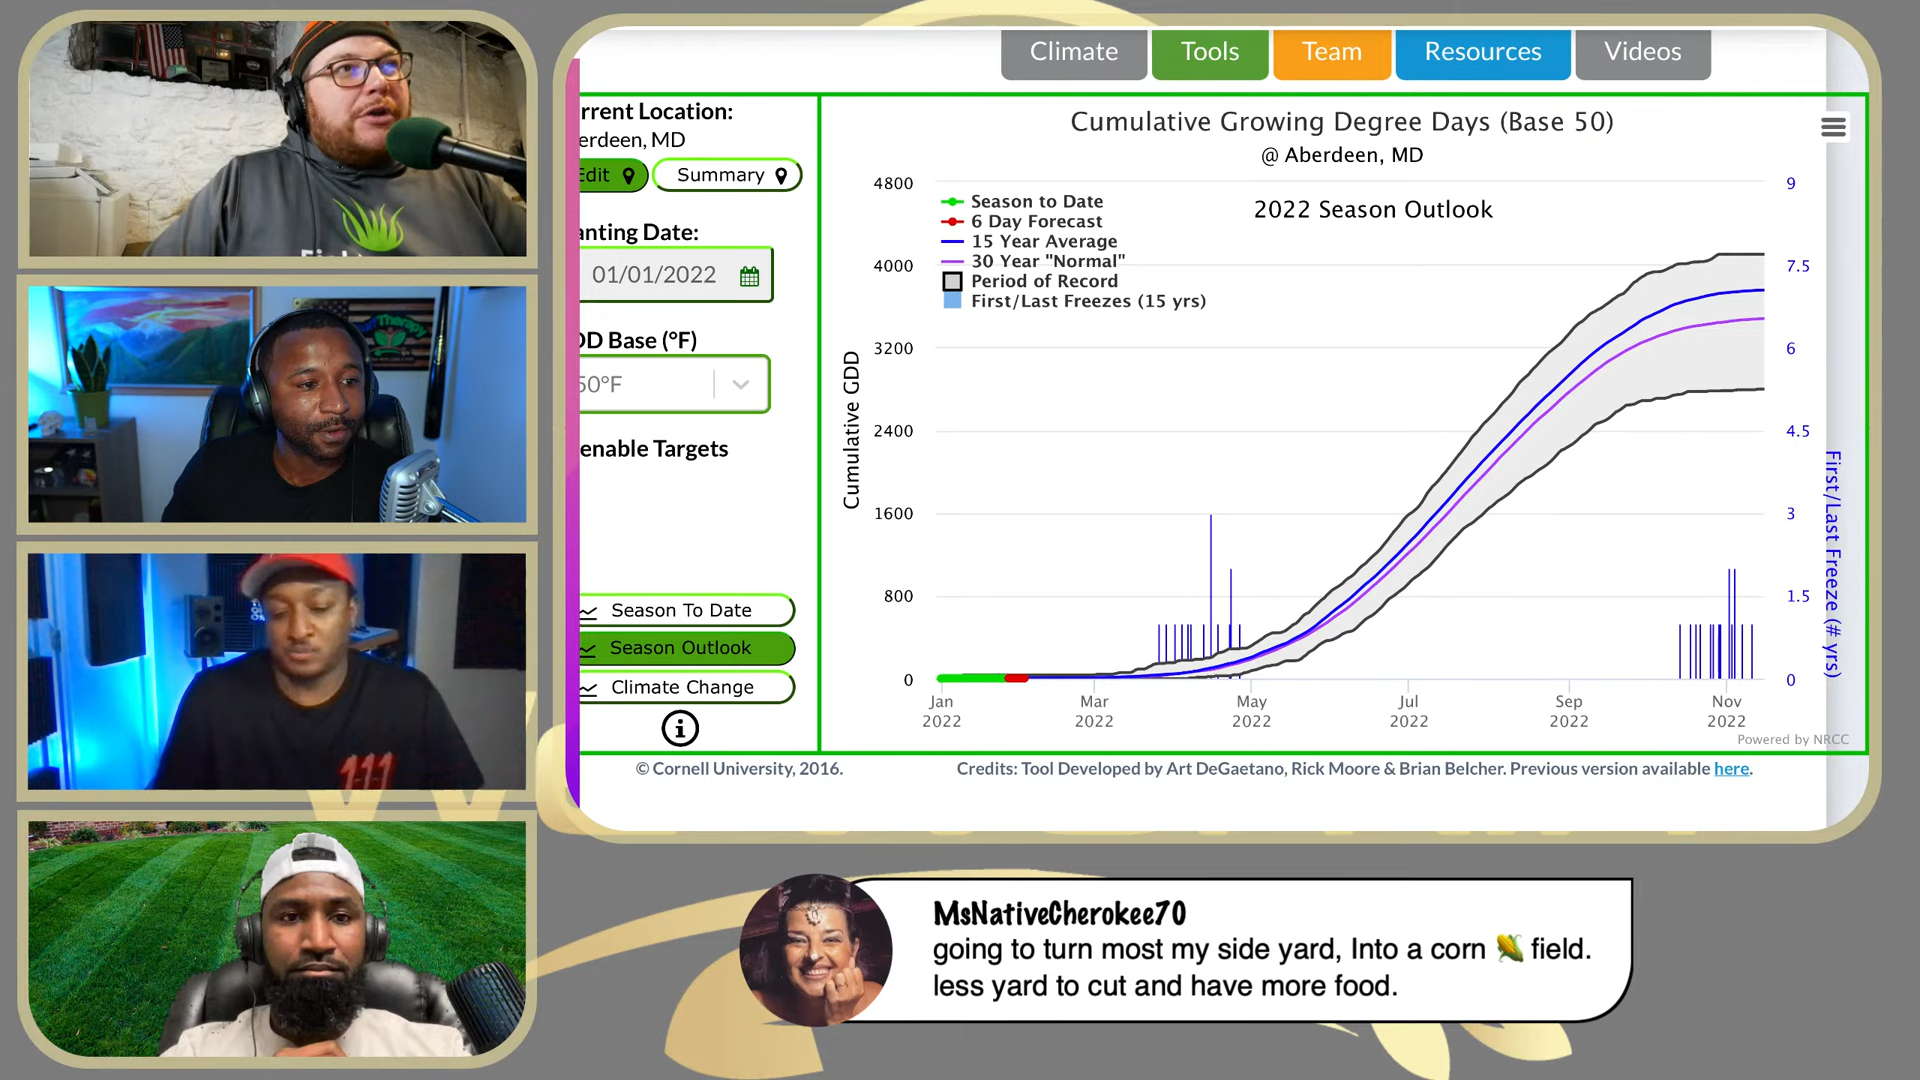 Climate
Tools
Team
Resources
Videos
rrent Location:
erdeen, MD
Edit
Summary
anting Date:
01/01/2022
DD Base (°F)
50°F
enable Targets
Season To Date
Season Outlook
Climate Change
Cumulative Growing Degree Days (Base 50)
@ Aberdeen, MD
2022 Season Outlook
Season to Date
6 Day Forecast
15 Year Average
30 Year "Normal"
Period of Record
First/Last Freezes (15 yrs)
Cumulative GDD
4800
4000
3200
2400
1600
800
0
9
7.5
6
4.5
3
1.5
0
First/Last Freeze (# yrs)
Jan 2022
Mar 2022
May 2022
Jul 2022
Sep 2022
Nov 2022
Powered by NRCC
© Cornell University, 2016.
Credits: Tool Developed by Art DeGaetano, Rick Moore & Brian Belcher. Previous version available here.
MsNativeCherokee70
going to turn most my side yard, Into a corn 🌽 field.
less yard to cut and have more food.
111
Therapy